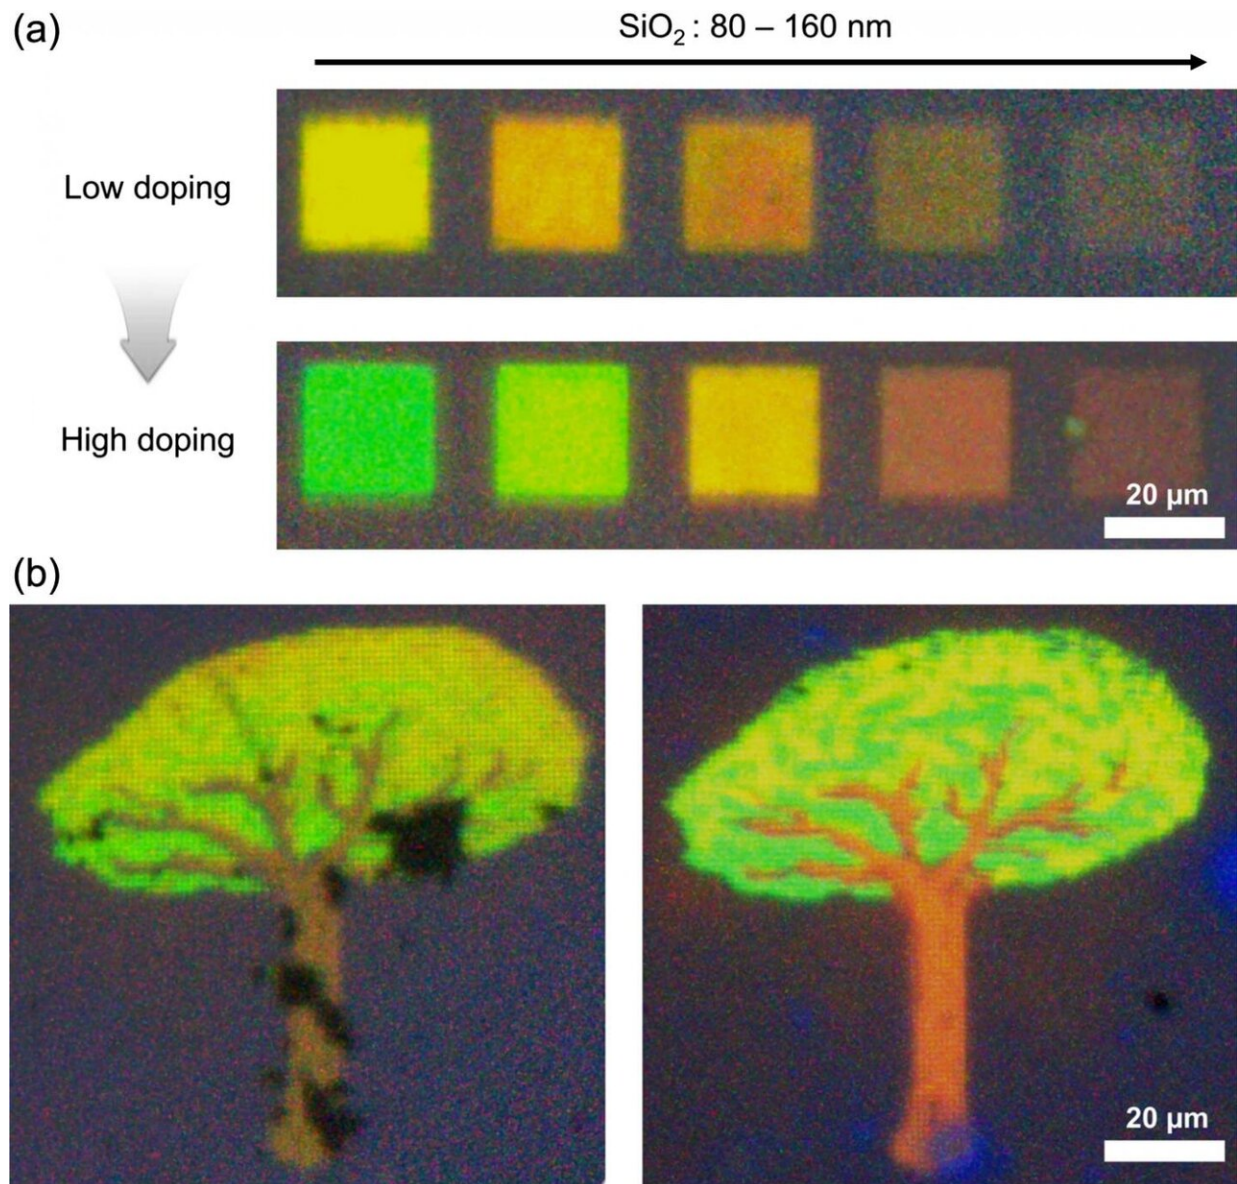 (a)
SiO₂ : 80 – 160 nm
Low doping
High doping
20 μm
(b)
20 μm